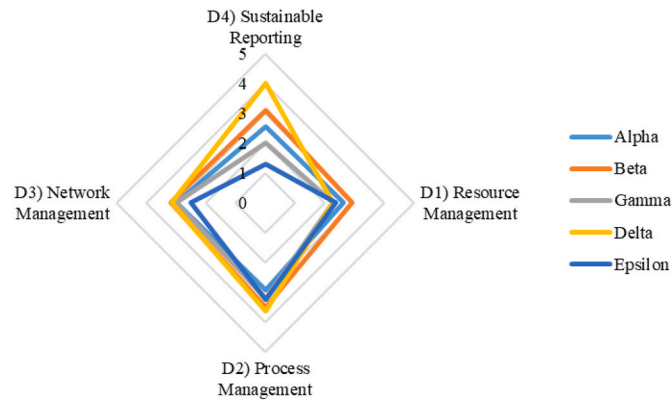 D4) Sustainable
Reporting
5
4
3
2
1
0
D3) Network
Management
D1) Resource
Management
D2) Process
Management
Alpha
Beta
Gamma
Delta
Epsilon